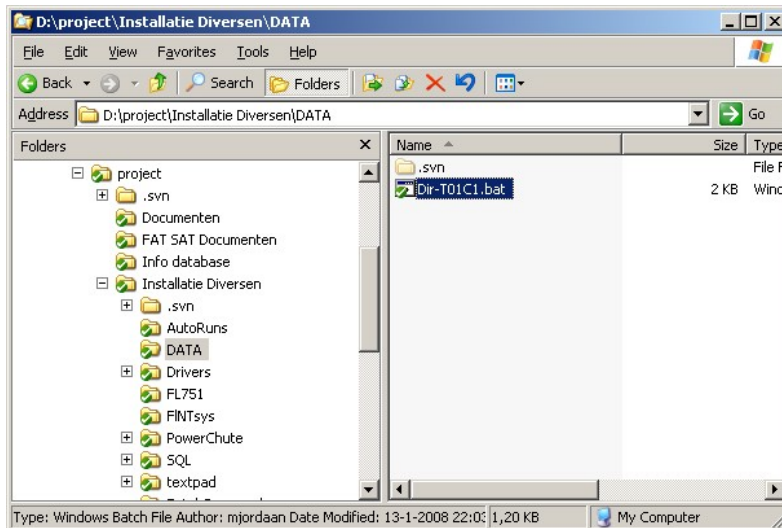 D:\project\Installatie Diversen\DATA
File Edit View Favorites Tools Help
Back Search Folders
Address D:\project\Installatie Diversen\DATA Go
Folders
project
.svn
Documenten
FAT SAT Documenten
Info database
Installatie Diversen
.svn
AutoRuns
DATA
Drivers
FL751
FINTsys
PowerChute
SQL
textpad
Name Size Type
.svn File F
Dir-T01C1.bat 2 KB Wind
Type: Windows Batch File Author: mjordaan Date Modified: 13-1-2008 22:03 1,20 KB My Computer